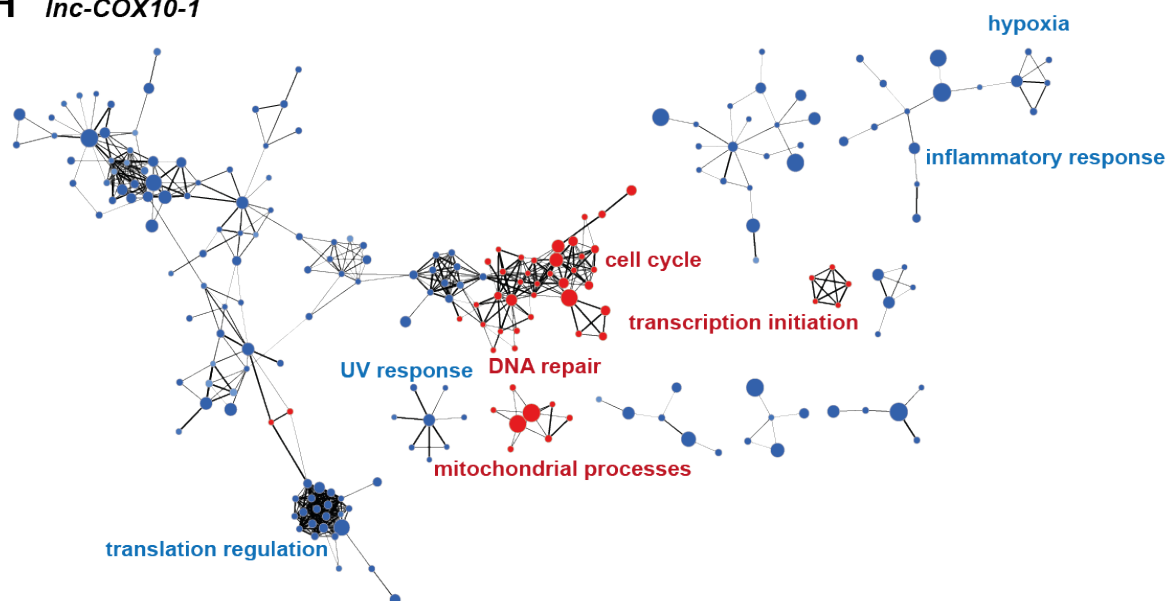 H lnc-COX10-1
hypoxia
inflammatory response
cell cycle
transcription initiation
DNA repair
UV response
mitochondrial processes
translation regulation